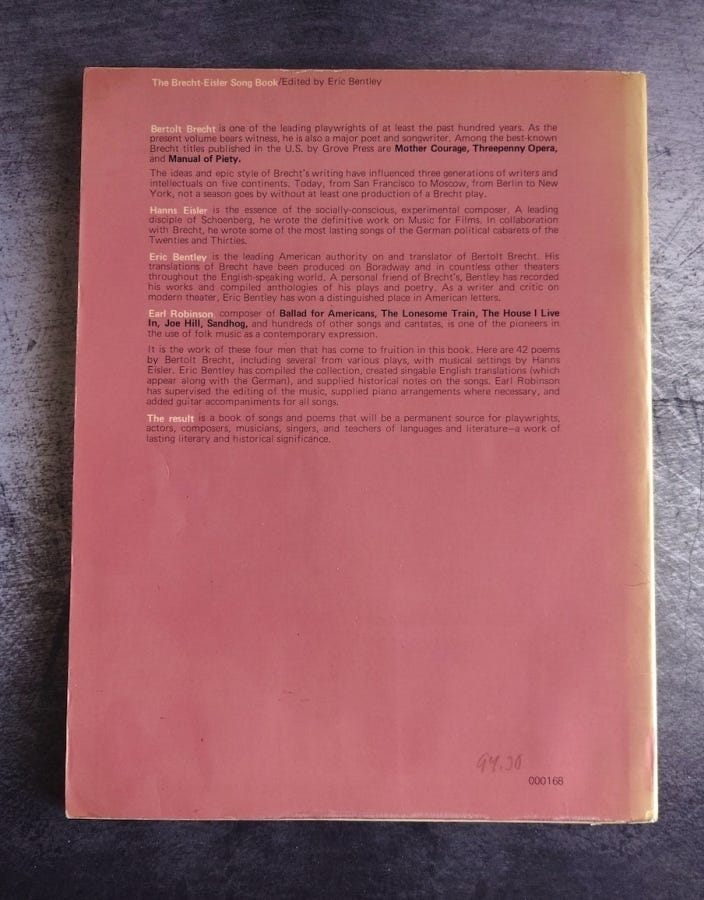 The Brecht-Eisler Song Book/Edited by Eric Bentley
Bertolt Brecht is one of the leading playwrights of at least the past hundred years. As the
present volume bears witness, he is also a major poet and songwriter. Among the best-known
Brecht titles published in the U.S. by Grove Press are Mother Courage, Threepenny Opera,
and Manual of Piety.
The ideas and epic style of Brecht's writing have influenced three generations of writers and
intellectuals on five continents. Today, from San Francisco to Moscow, from Berlin to New
York, not a season goes by without at least one production of a Brecht play.
Hanns Eisler is the essence of the socially-conscious, experimental composer. A leading
disciple of Schoenberg, he wrote the definitive work on Music for Films. In collaboration
with Brecht, he wrote some of the most lasting songs of the German political cabarets of the
Twenties and Thirties.
Eric Bentley is the leading American authority on and translator of Bertolt Brecht. His
translations of Brecht have been produced on Boradway and in countless other theaters
throughout the English-speaking world. A personal friend of Brecht's, Bentley has recorded
his works and compiled anthologies of his plays and poetry. As a writer and critic on
modern theater, Eric Bentley has won a distinguished place in American letters.
Earl Robinson, composer of Ballad for Americans, The Lonesome Train, The House I Live
In, Joe Hill, Sandhog, and hundreds of other songs and cantatas, is one of the pioneers in
the use of folk music as a contemporary expression.
It is the work of these four men that has come to fruition in this book. Here are 42 poems
by Bertolt Brecht, including several from various plays, with musical settings by Hanns
Eisler. Eric Bentley has compiled the collection, created singable English translations (which
appear along with the German), and supplied historical notes on the songs. Earl Robinson
has supervised the editing of the music, supplied piano arrangements where necessary, and
added guitar accompaniments for all songs.
The result is a book of songs and poems that will be a permanent source for playwrights,
actors, composers, musicians, singers, and teachers of languages and literature—a work of
lasting literary and historical significance.
000168